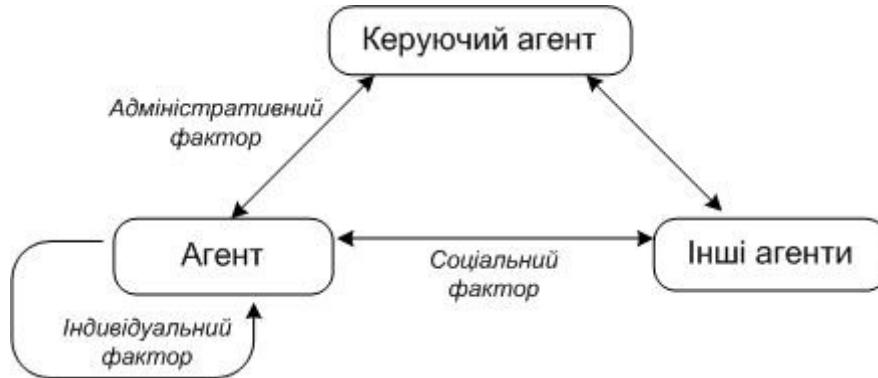 Керуючий агент
Адміністративний
фактор
Агент
Соціальний
фактор
Інші агенти
Індивідуальний
фактор